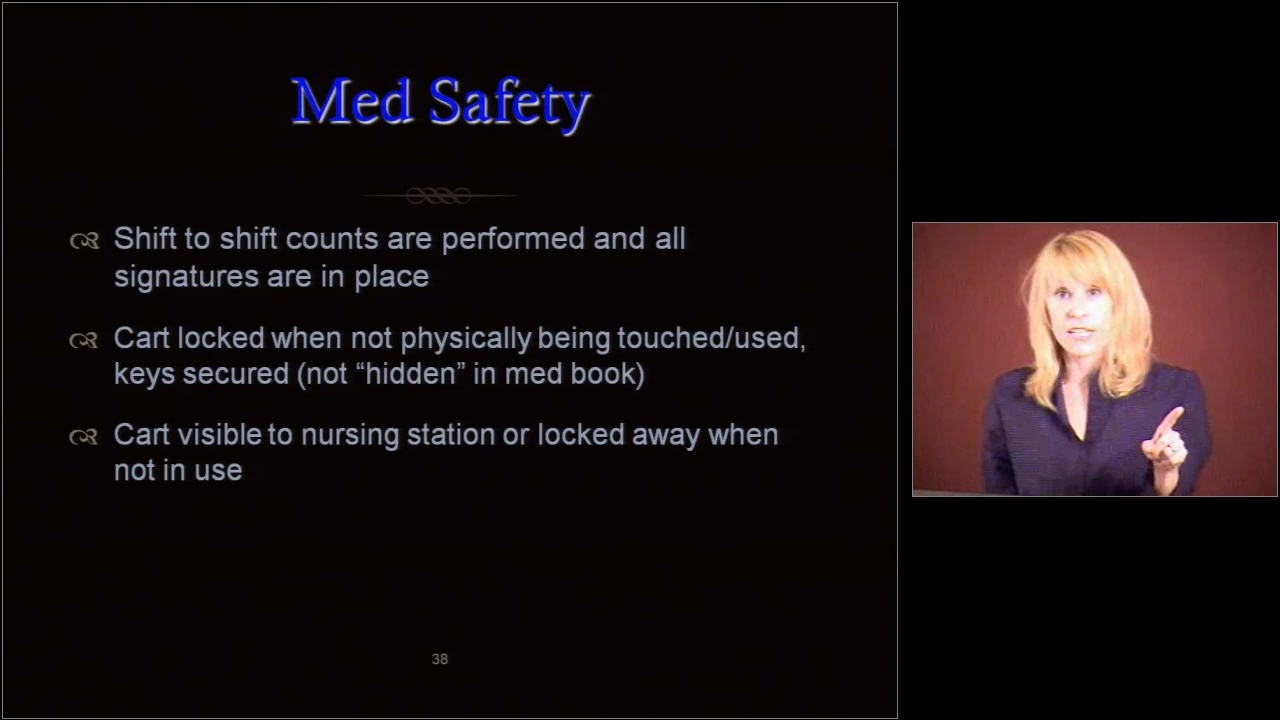 Med Safety
Shift to shift counts are performed and all
signatures are in place
Cart locked when not physically being touched/used,
keys secured (not “hidden” in med book)
Cart visible to nursing station or locked away when
not in use
38